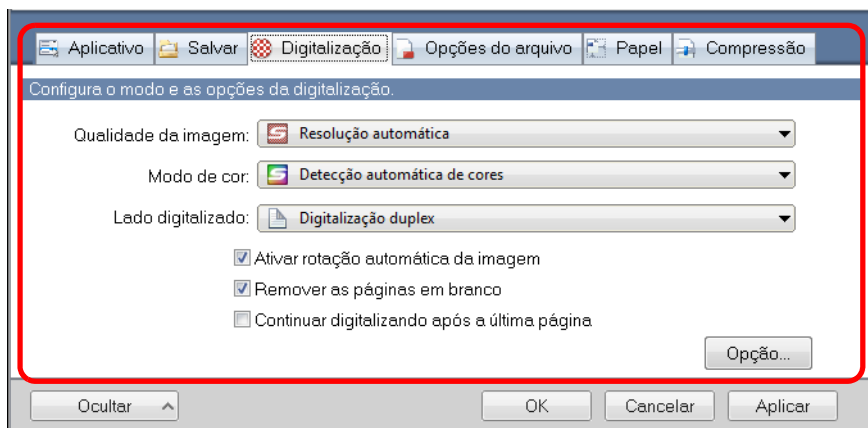 Aplicativo Salvar Digitalização Opções do arquivo Papel Compressão
Configura o modo e as opções da digitalização.
Qualidade da imagem: Resolução automática
Modo de cor: Detecção automática de cores
Lado digitalizado: Digitalização duplex
Ativar rotação automática da imagem
Remover as páginas em branco
Continuar digitalizando após a última página
Opção...
Ocultar OK Cancelar Aplicar